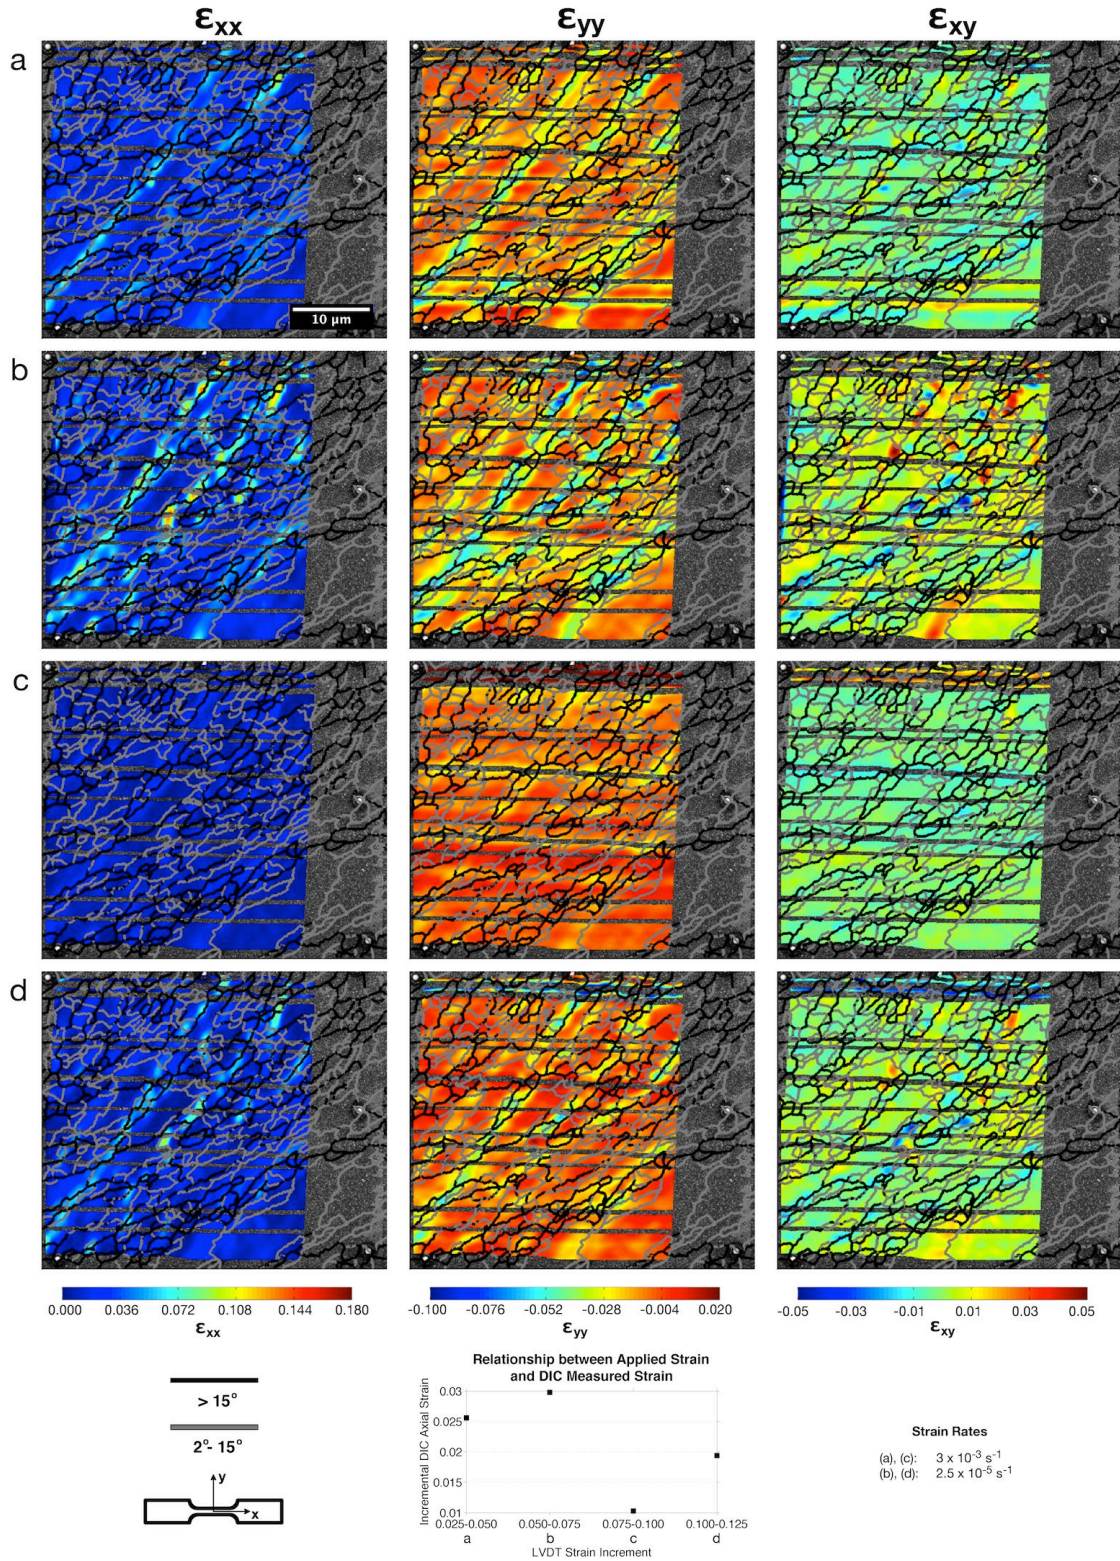 εxx
εyy
εxy
a
10 µm
b
c
d
0.000 0.036 0.072 0.108 0.144 0.180
εxx
-0.100 -0.076 -0.052 -0.028 -0.004 0.020
εyy
-0.05 -0.03 -0.01 0.01 0.03 0.05
εxy
> 15°
2°- 15°
y
x
Relationship between Applied Strain
and DIC Measured Strain
Incremental DIC Axial Strain
0.03
0.025
0.02
0.015
0.01
0.025-0.050 0.050-0.075 0.075-0.100 0.100-0.125
a b c d
LVDT Strain Increment
Strain Rates
(a), (c): 3 x 10⁻³ s⁻¹
(b), (d): 2.5 x 10⁻⁵ s⁻¹